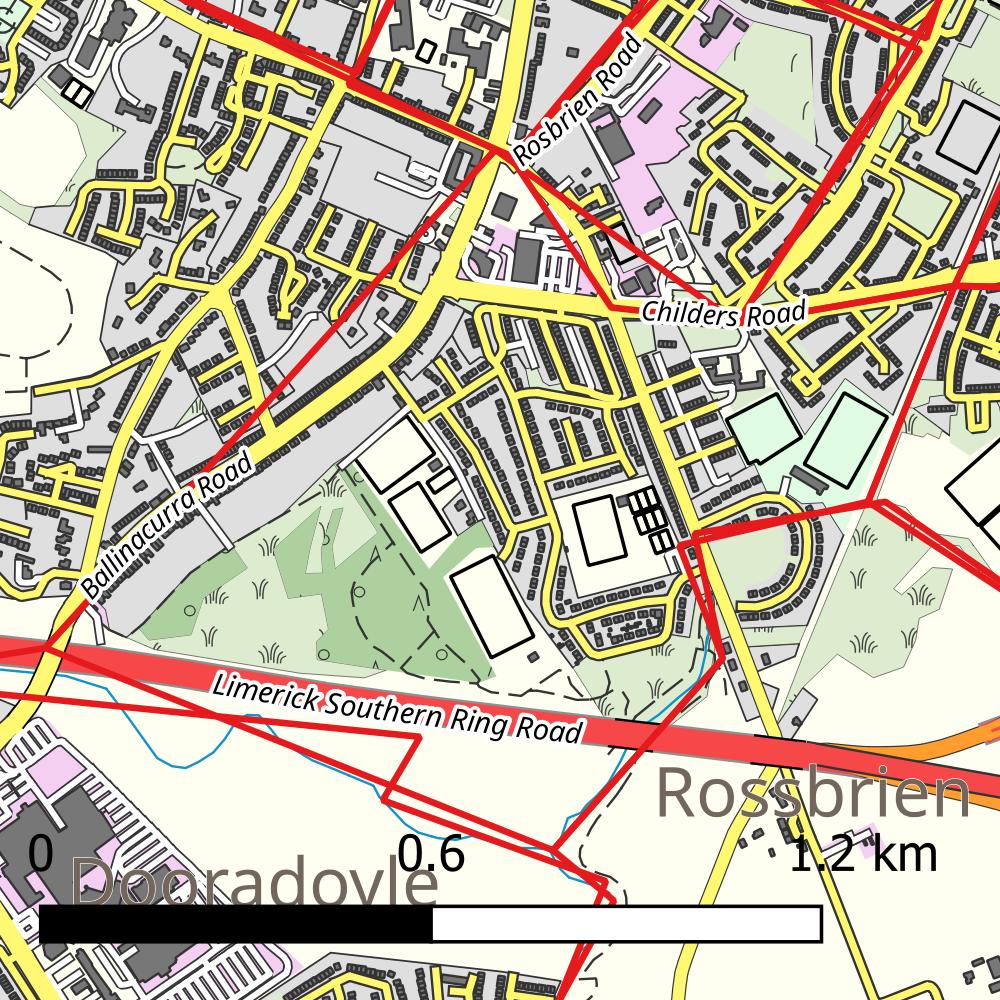 Rosbrien Road
Childers Road
Ballinacurra Road
Limerick Southern Ring Road
Rossbrien
0 0.6 1.2 km
Dooradoyle